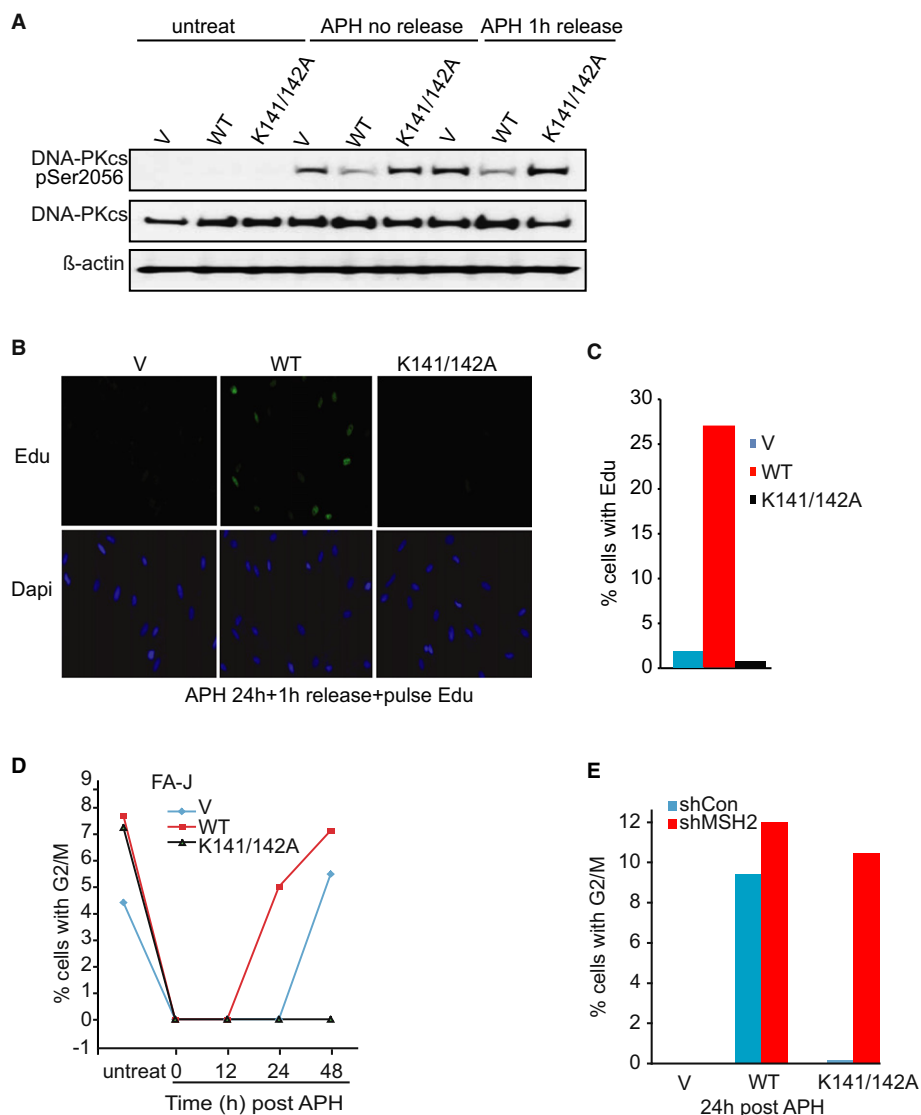 A
untreat APH no release APH 1h release
V WT K141/142A V WT K141/142A V WT K141/142A
DNA-PKcs
pSer2056
DNA-PKcs
ß-actin
B
V WT K141/142A
Edu
Dapi
APH 24h+1h release+pulse Edu
C
% cells with Edu
30
25
20
15
10
5
0
V
WT
K141/142A
D
% cells with G2/M
9
8
7
6
5
4
3
2
1
0
-1
FA-J
V
WT
K141/142A
untreat 0 12 24 48
Time (h) post APH
E
% cells with G2/M
shCon
shMSH2
12
10
8
6
4
2
0
V WT K141/142A
24h post APH